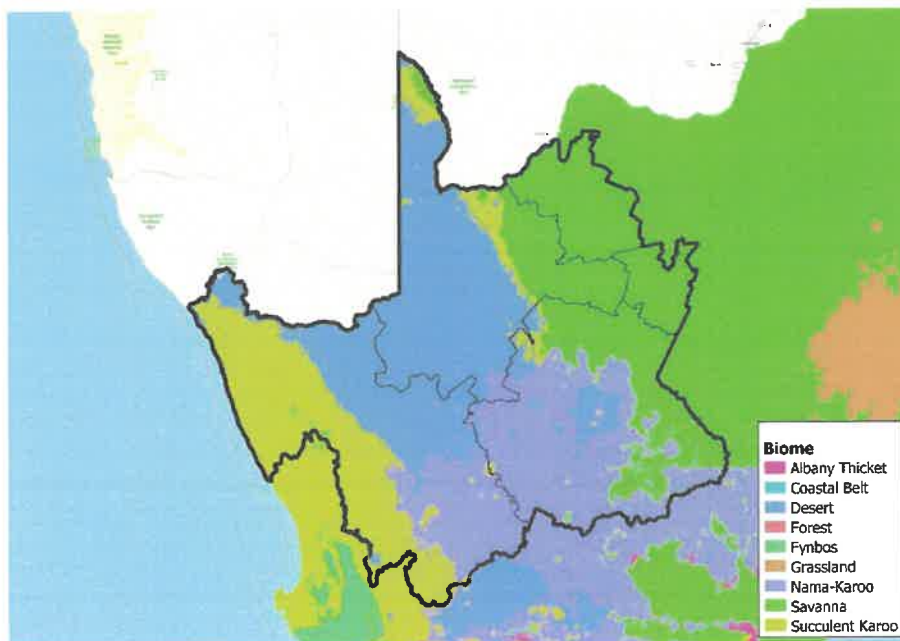 Biome
Albany Thicket
Coastal Belt
Desert
Forest
Fynbos
Grassland
Nama-Karoo
Savanna
Succulent Karoo